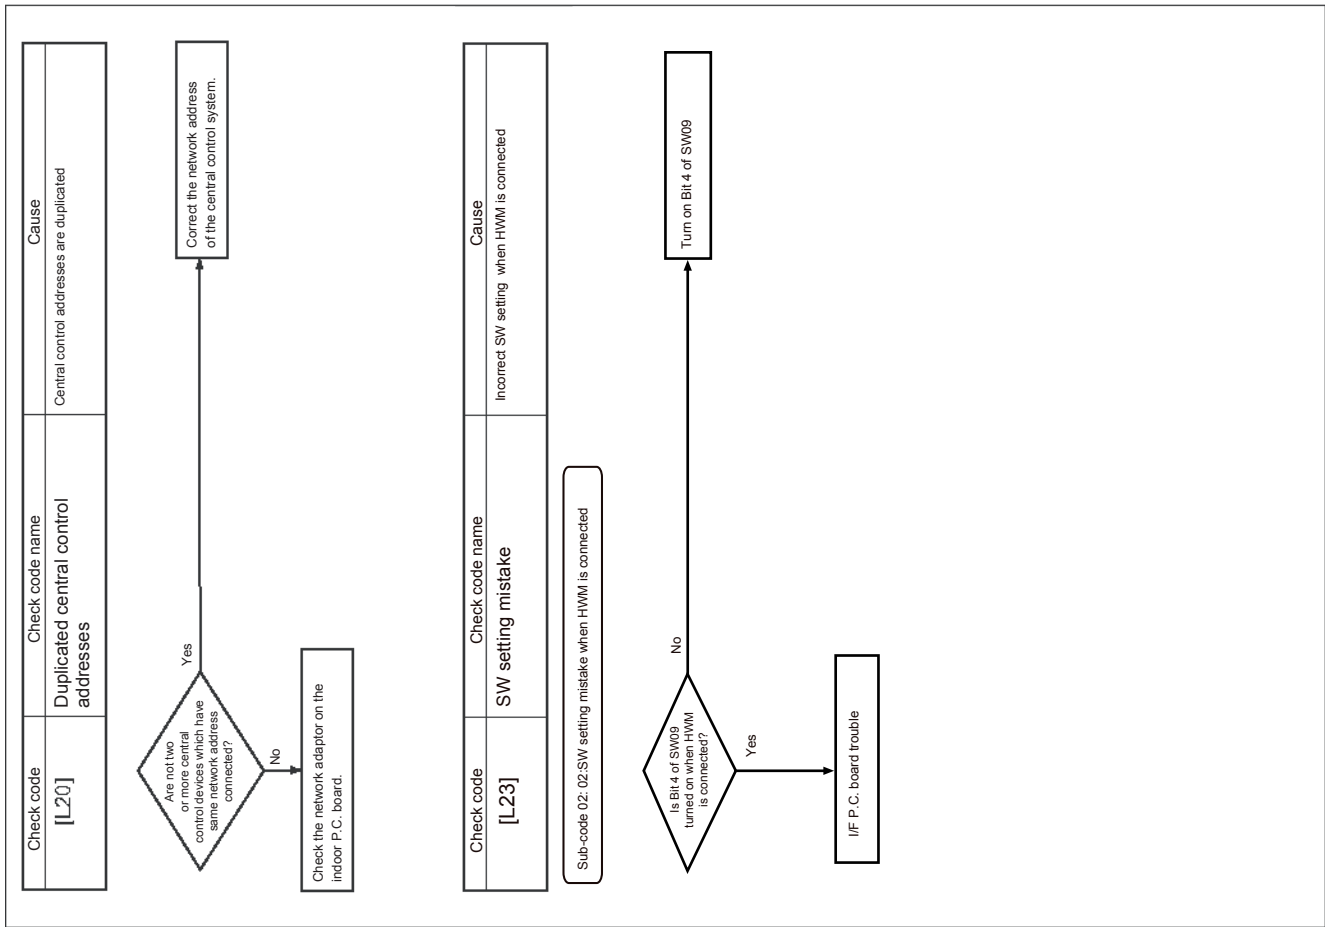 Check code
Check code name
Cause
[L20]
Duplicated central control
addresses
Central control addresses are duplicated
Are not two
or more central
control devices which have
same network address
connected?
Yes
Correct the network address
of the central control system.
No
Check the network adaptor on the
indoor P.C. board.
Check code
Check code name
Cause
[L23]
SW setting mistake
Incorrect SW setting when HWM is connected
Sub-code 02: 02:SW setting mistake when HWM is connected
Is Bit 4 of SW09
turned on when HWM
is connected?
No
Turn on Bit 4 of SW09
Yes
I/F P.C. board trouble